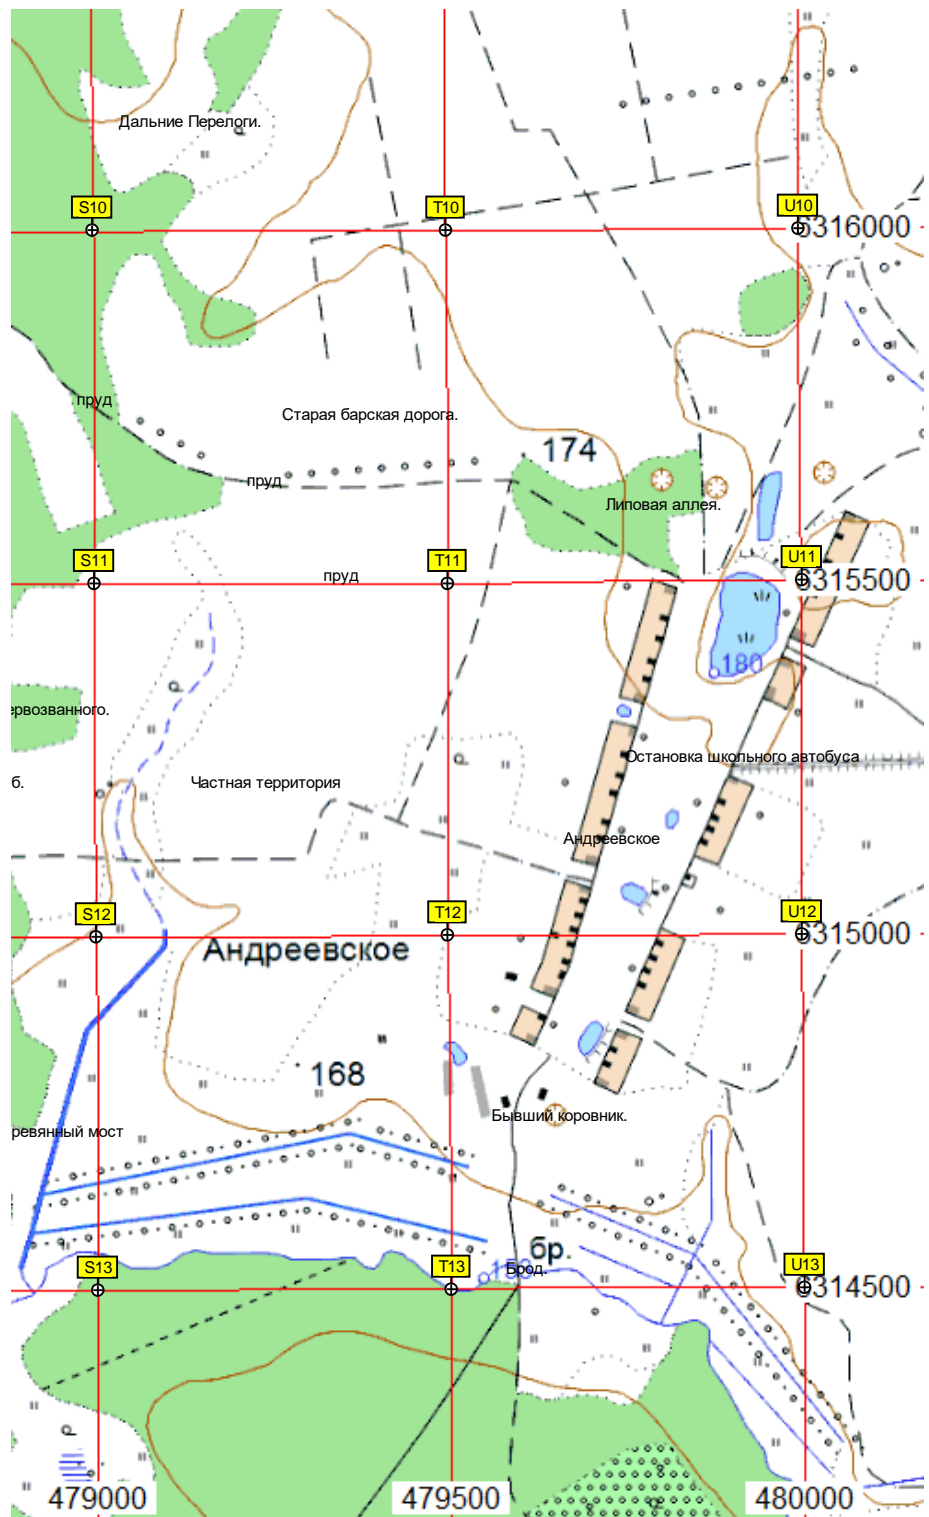 Дальние Перелоги.
S10
T10
U10
6316000
пруд
Старая барская дорога.
174
пруд
Липовая аллея.
S11
T11
U11
пруд
6315500
180
ервозванного.
Остановка школьного автобуса
б.
Частная территория
Андреевское
S12
T12
U12
6315000
Андреевское
168
Бывший коровник.
ревянный мост
бр.
S13
T13
Брод.
U13
6314500
479000
479500
480000